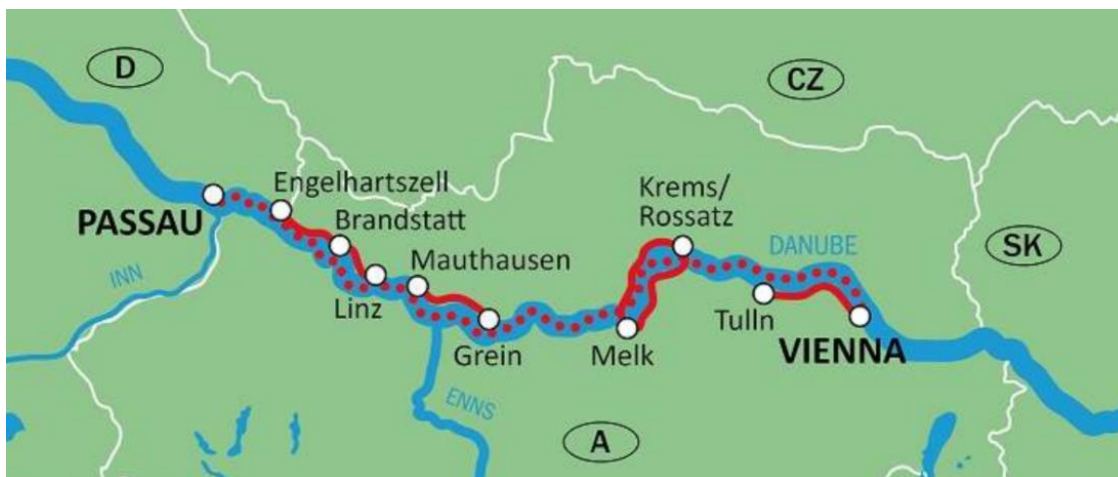 D
CZ
Engelhartszell
PASSAU
Brandstatt
Krems/
Rossatz
DANUBE
SK
INN
Mauthausen
Linz
Tulln
Grein
Melk
VIENNA
ENNS
A